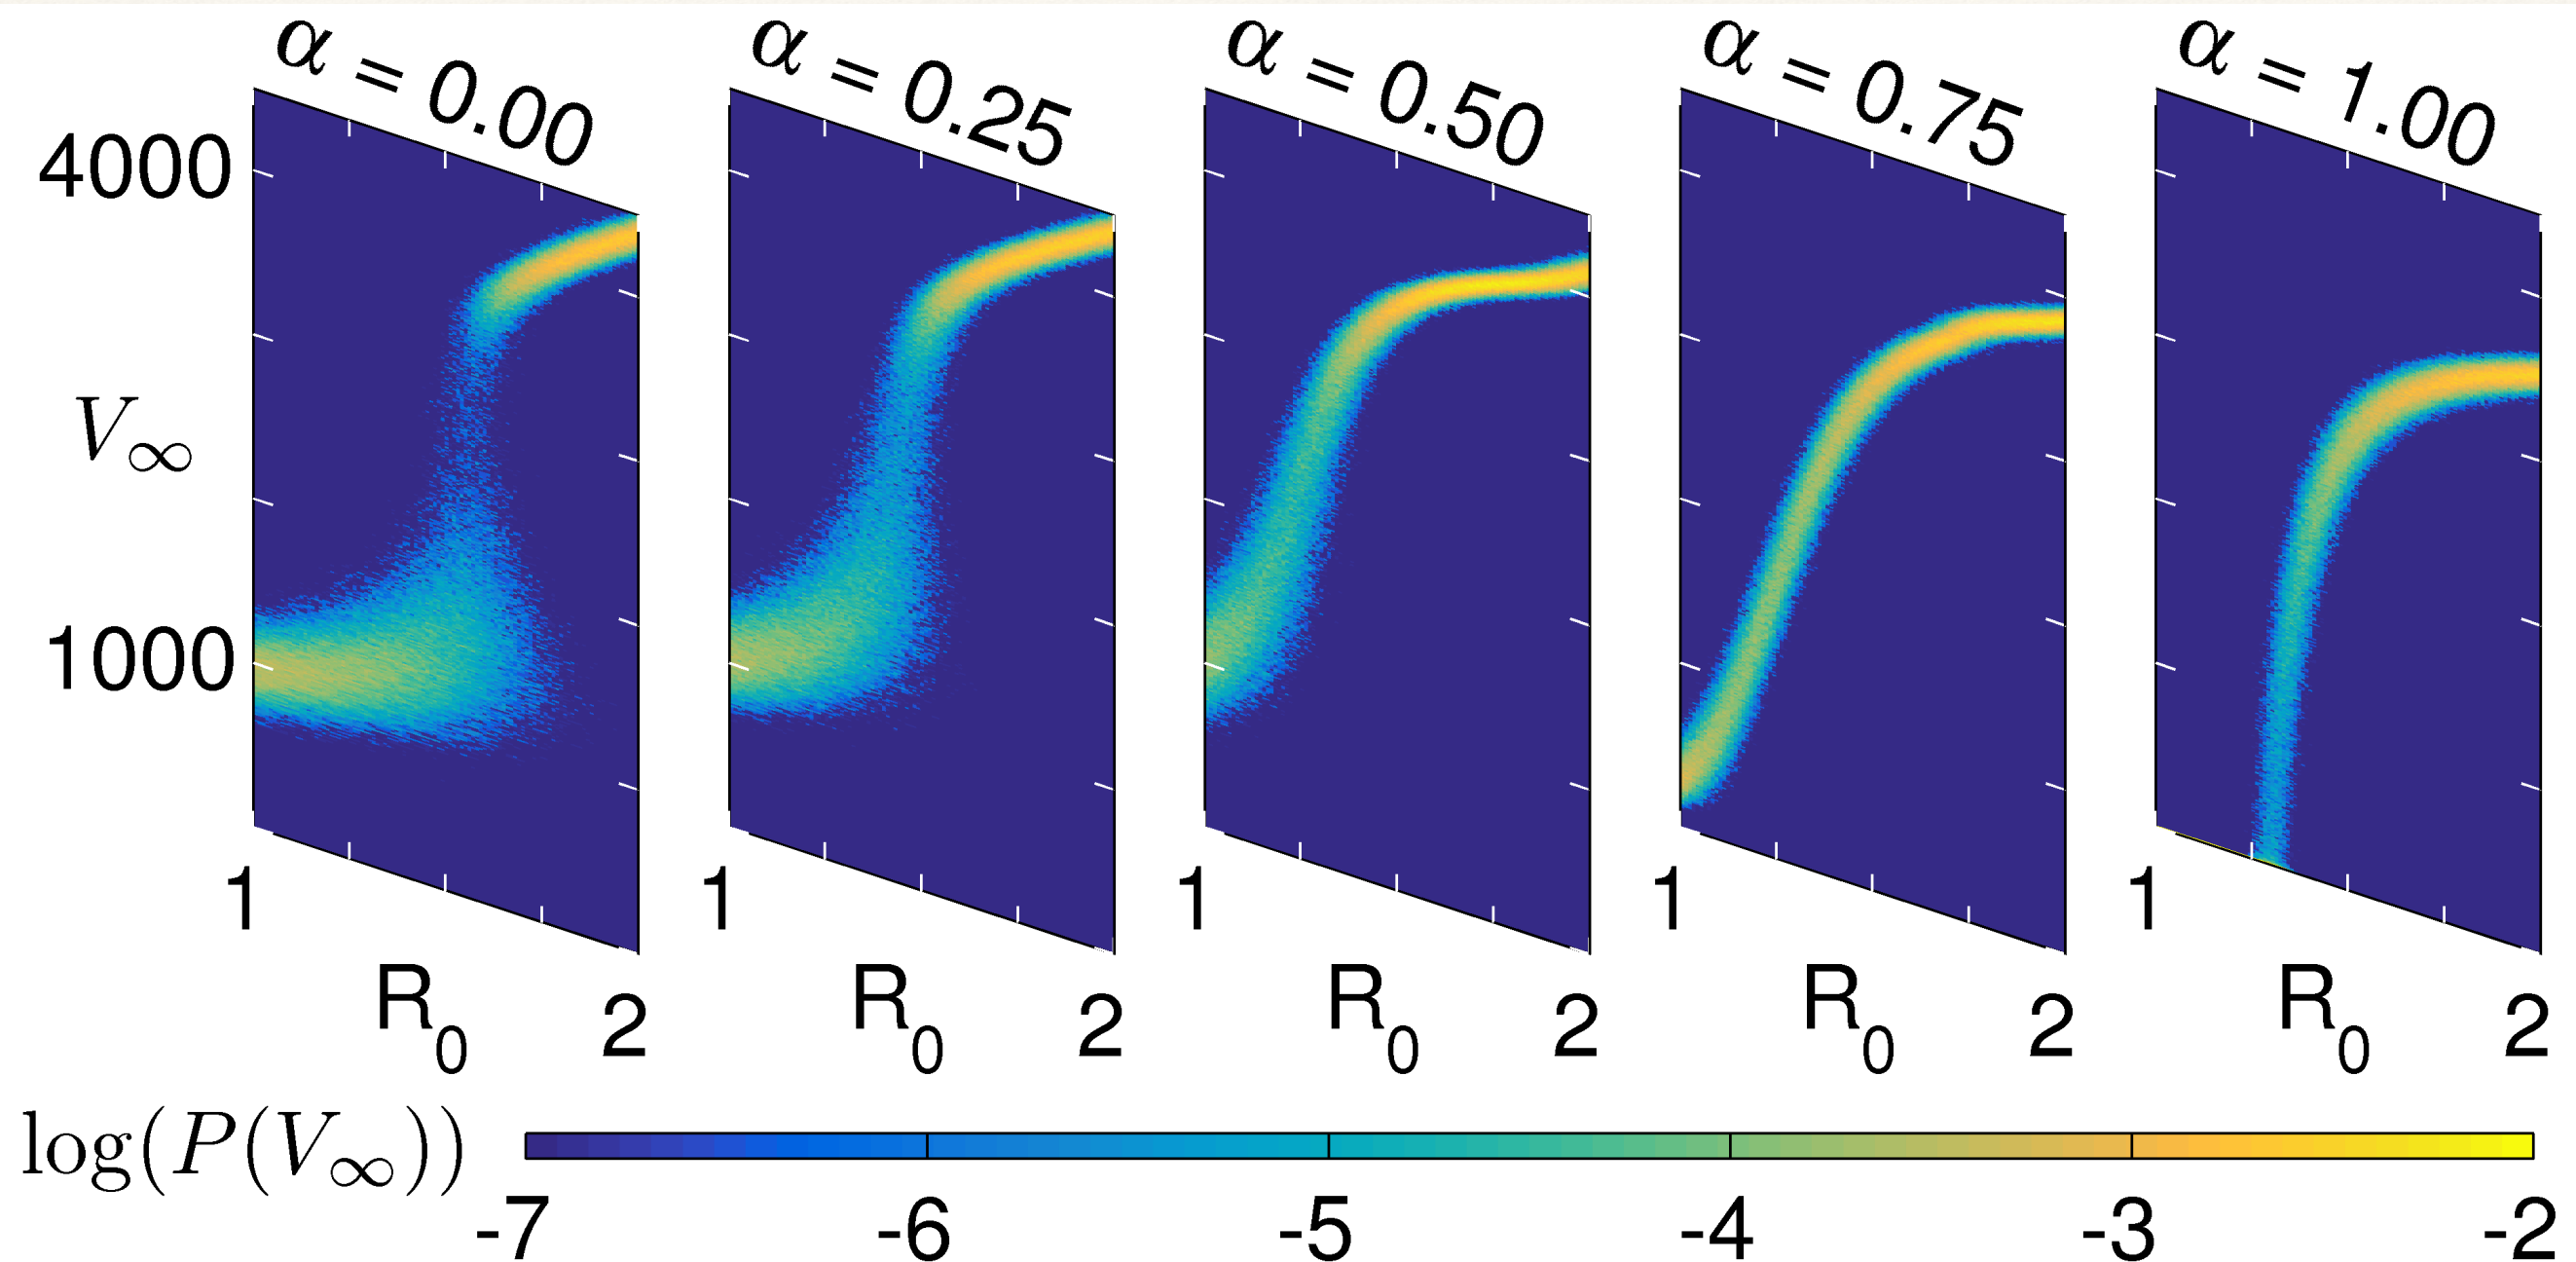 α = 0.00
α = 0.25
α = 0.50
α = 0.75
α = 1.00
4000
V∞
1000
1
1
1
1
1
R₀
2
R₀
2
R₀
2
R₀
2
R₀
2
log(P(V∞))
-7
-6
-5
-4
-3
-2